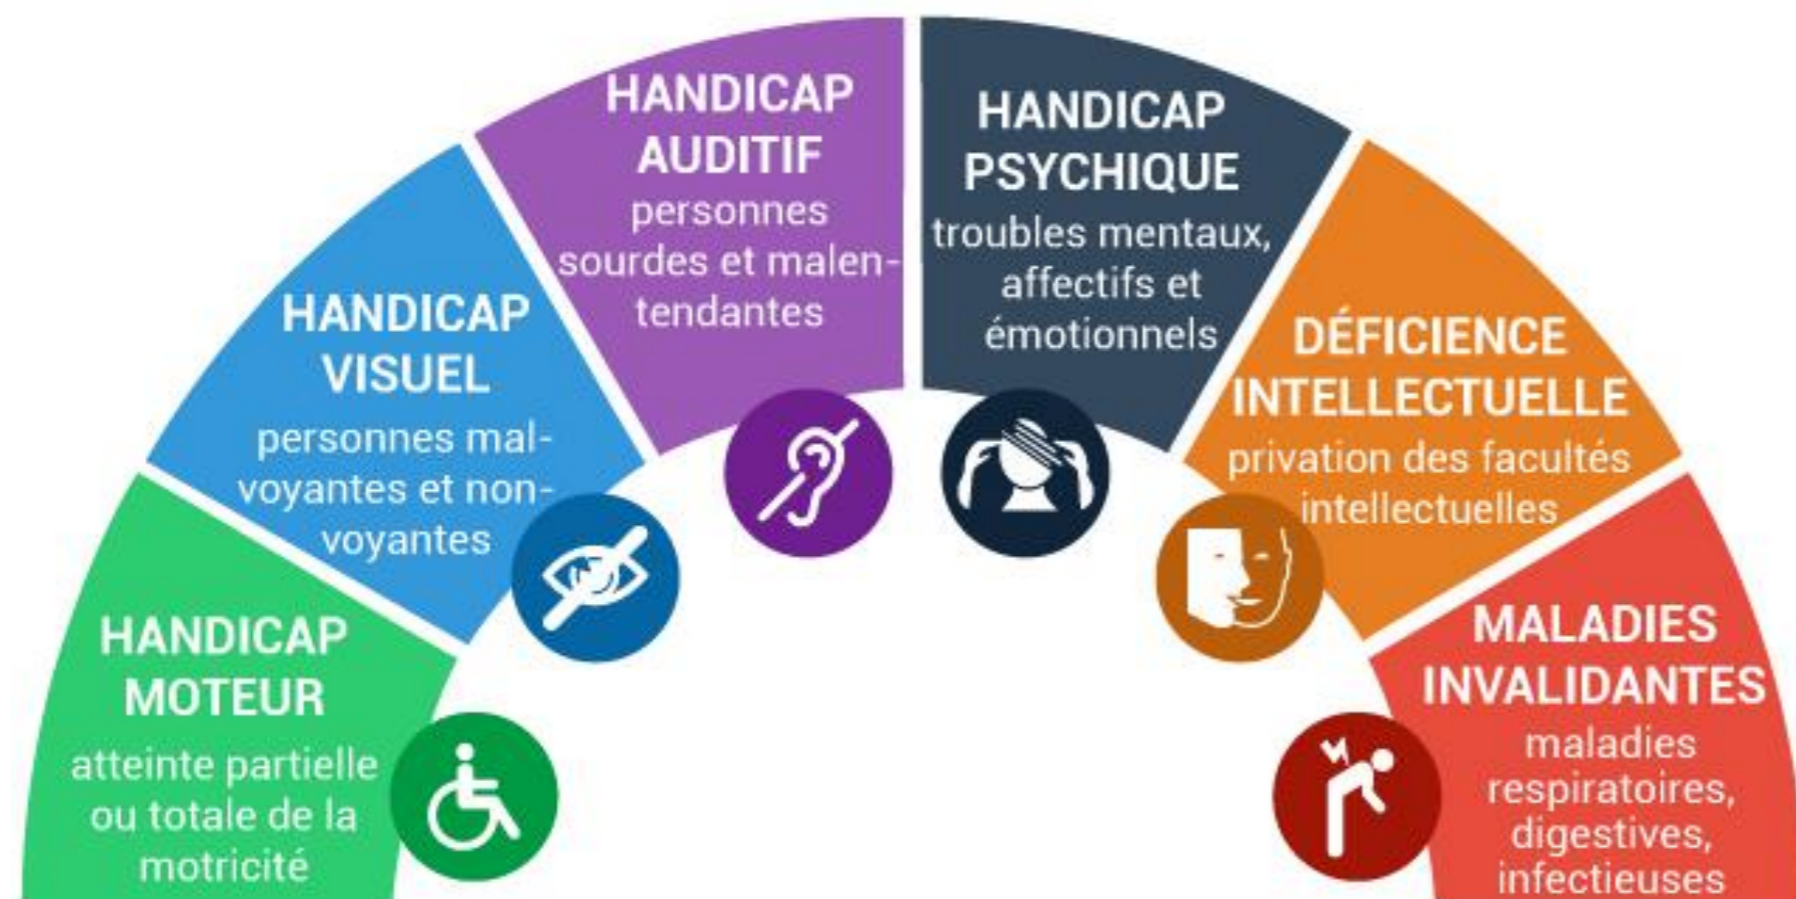 HANDICAP
MOTEUR
atteinte partielle
ou totale de la
motricité
HANDICAP
VISUEL
personnes mal-
voyantes et non-
voyantes
HANDICAP
AUDITIF
personnes
sourdes et malen-
tendantes
HANDICAP
PSYCHIQUE
troubles mentaux,
affectifs et
émotionnels
DÉFICIENCE
INTELLECTUELLE
privation des facultés
intellectuelles
MALADIES
INVALIDANTES
maladies
respiratoires,
digestives,
infectieuses